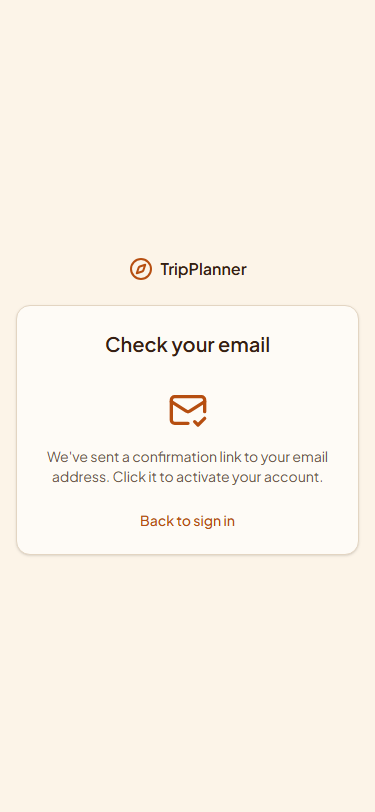 TripPlanner
Check your email
We've sent a confirmation link to your email
address. Click it to activate your account.
Back to sign in